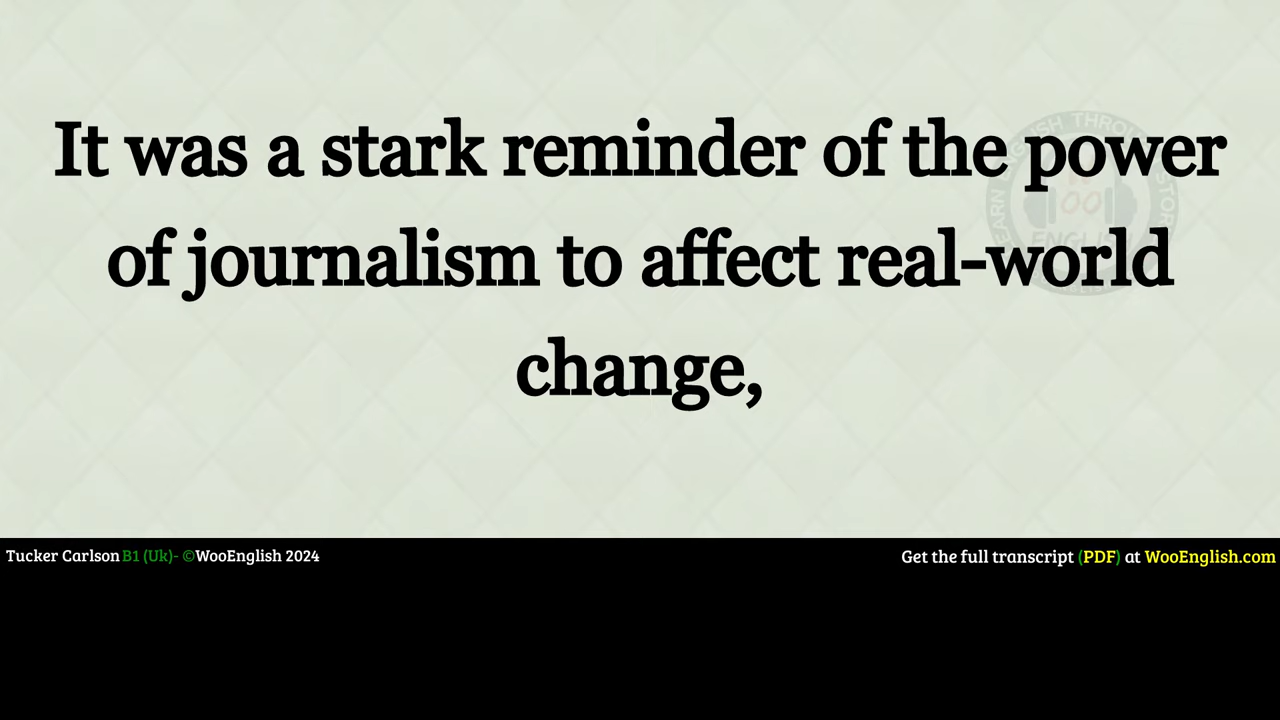 It was a stark reminder of the power
of journalism to affect real-world
change,
Tucker Carlson B1 (Uk)- ©WooEnglish 2024
Get the full transcript (PDF) at WooEnglish.com